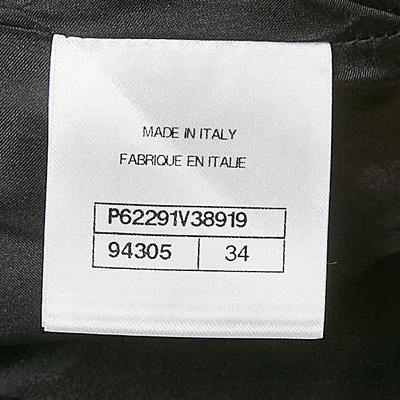 MADE IN ITALY
FABRIQUE EN ITALIE
P62291V38919
94305 34